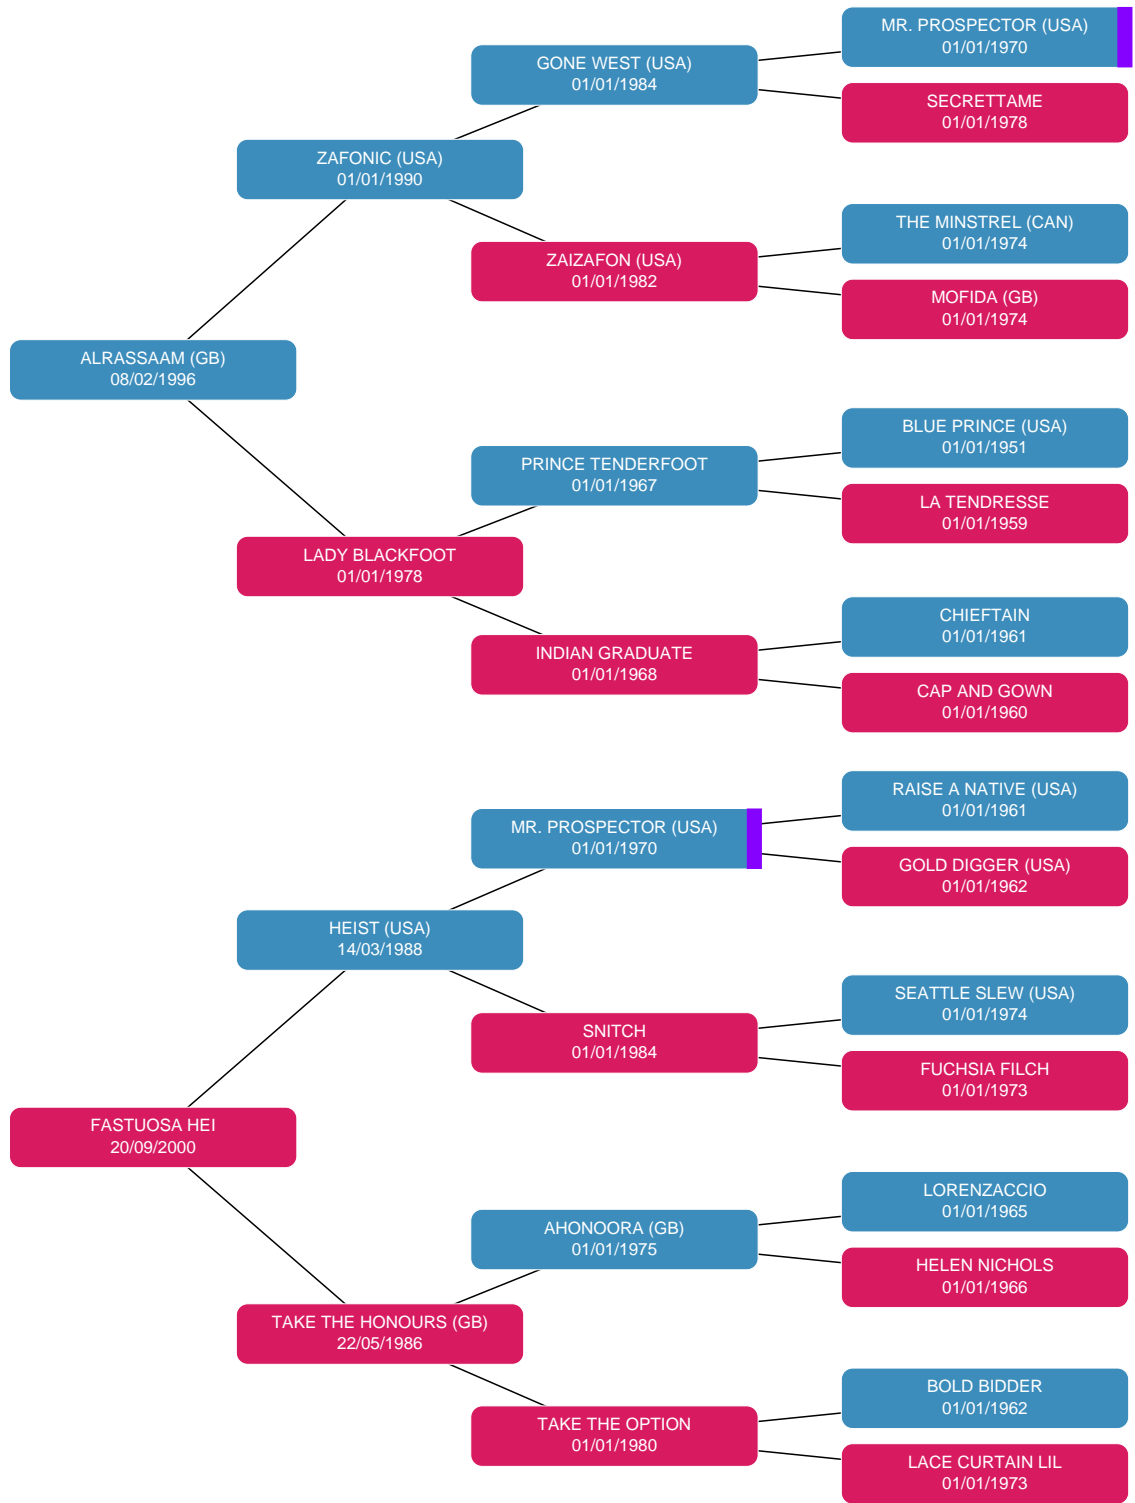 MR. PROSPECTOR (USA)
01/01/1970
GONE WEST (USA)
01/01/1984
SECRETTAME
01/01/1978
ZAFONIC (USA)
01/01/1990
THE MINSTREL (CAN)
01/01/1974
ZAIZAFON (USA)
01/01/1982
MOFIDA (GB)
01/01/1974
ALRASSAAM (GB)
08/02/1996
BLUE PRINCE (USA)
01/01/1951
PRINCE TENDERFOOT
01/01/1967
LA TENDRESSE
01/01/1959
LADY BLACKFOOT
01/01/1978
CHIEFTAIN
01/01/1961
INDIAN GRADUATE
01/01/1968
CAP AND GOWN
01/01/1960
RAISE A NATIVE (USA)
01/01/1961
MR. PROSPECTOR (USA)
01/01/1970
GOLD DIGGER (USA)
01/01/1962
HEIST (USA)
14/03/1988
SEATTLE SLEW (USA)
01/01/1974
SNITCH
01/01/1984
FUCHSIA FILCH
01/01/1973
FASTUOSA HEI
20/09/2000
LORENZACCIO
01/01/1965
AHONOORA (GB)
01/01/1975
HELEN NICHOLS
01/01/1966
TAKE THE HONOURS (GB)
22/05/1986
BOLD BIDDER
01/01/1962
TAKE THE OPTION
01/01/1980
LACE CURTAIN LIL
01/01/1973